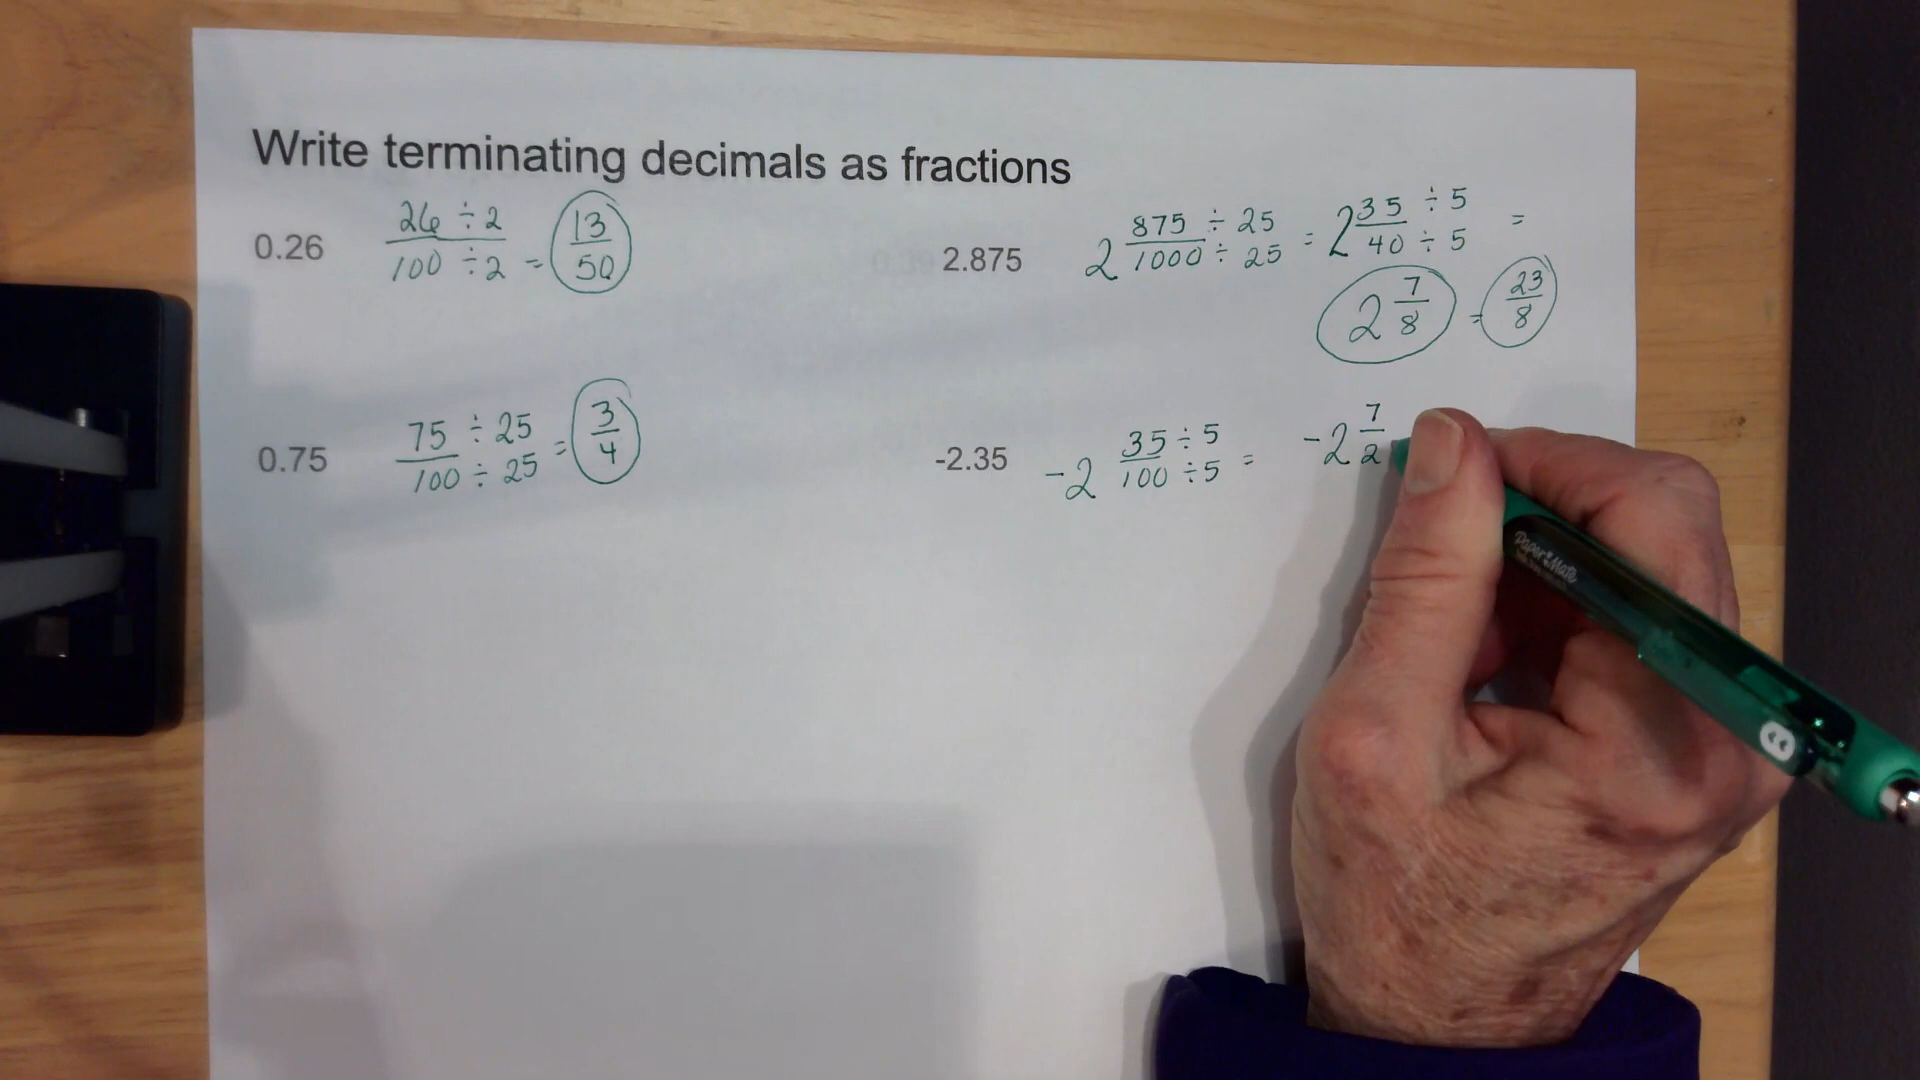 Write terminating decimals as fractions
0.26 26 ÷ 2 / 100 ÷ 2 = 13/50
2.875 2 875 ÷ 25 / 1000 ÷ 25 = 2 35 ÷ 5 / 40 ÷ 5 =
2 7/8 = 23/8
0.75 75 ÷ 25 / 100 ÷ 25 = 3/4
-2.35 -2 35 ÷ 5 / 100 ÷ 5 = -2 7/2
Paper Mate